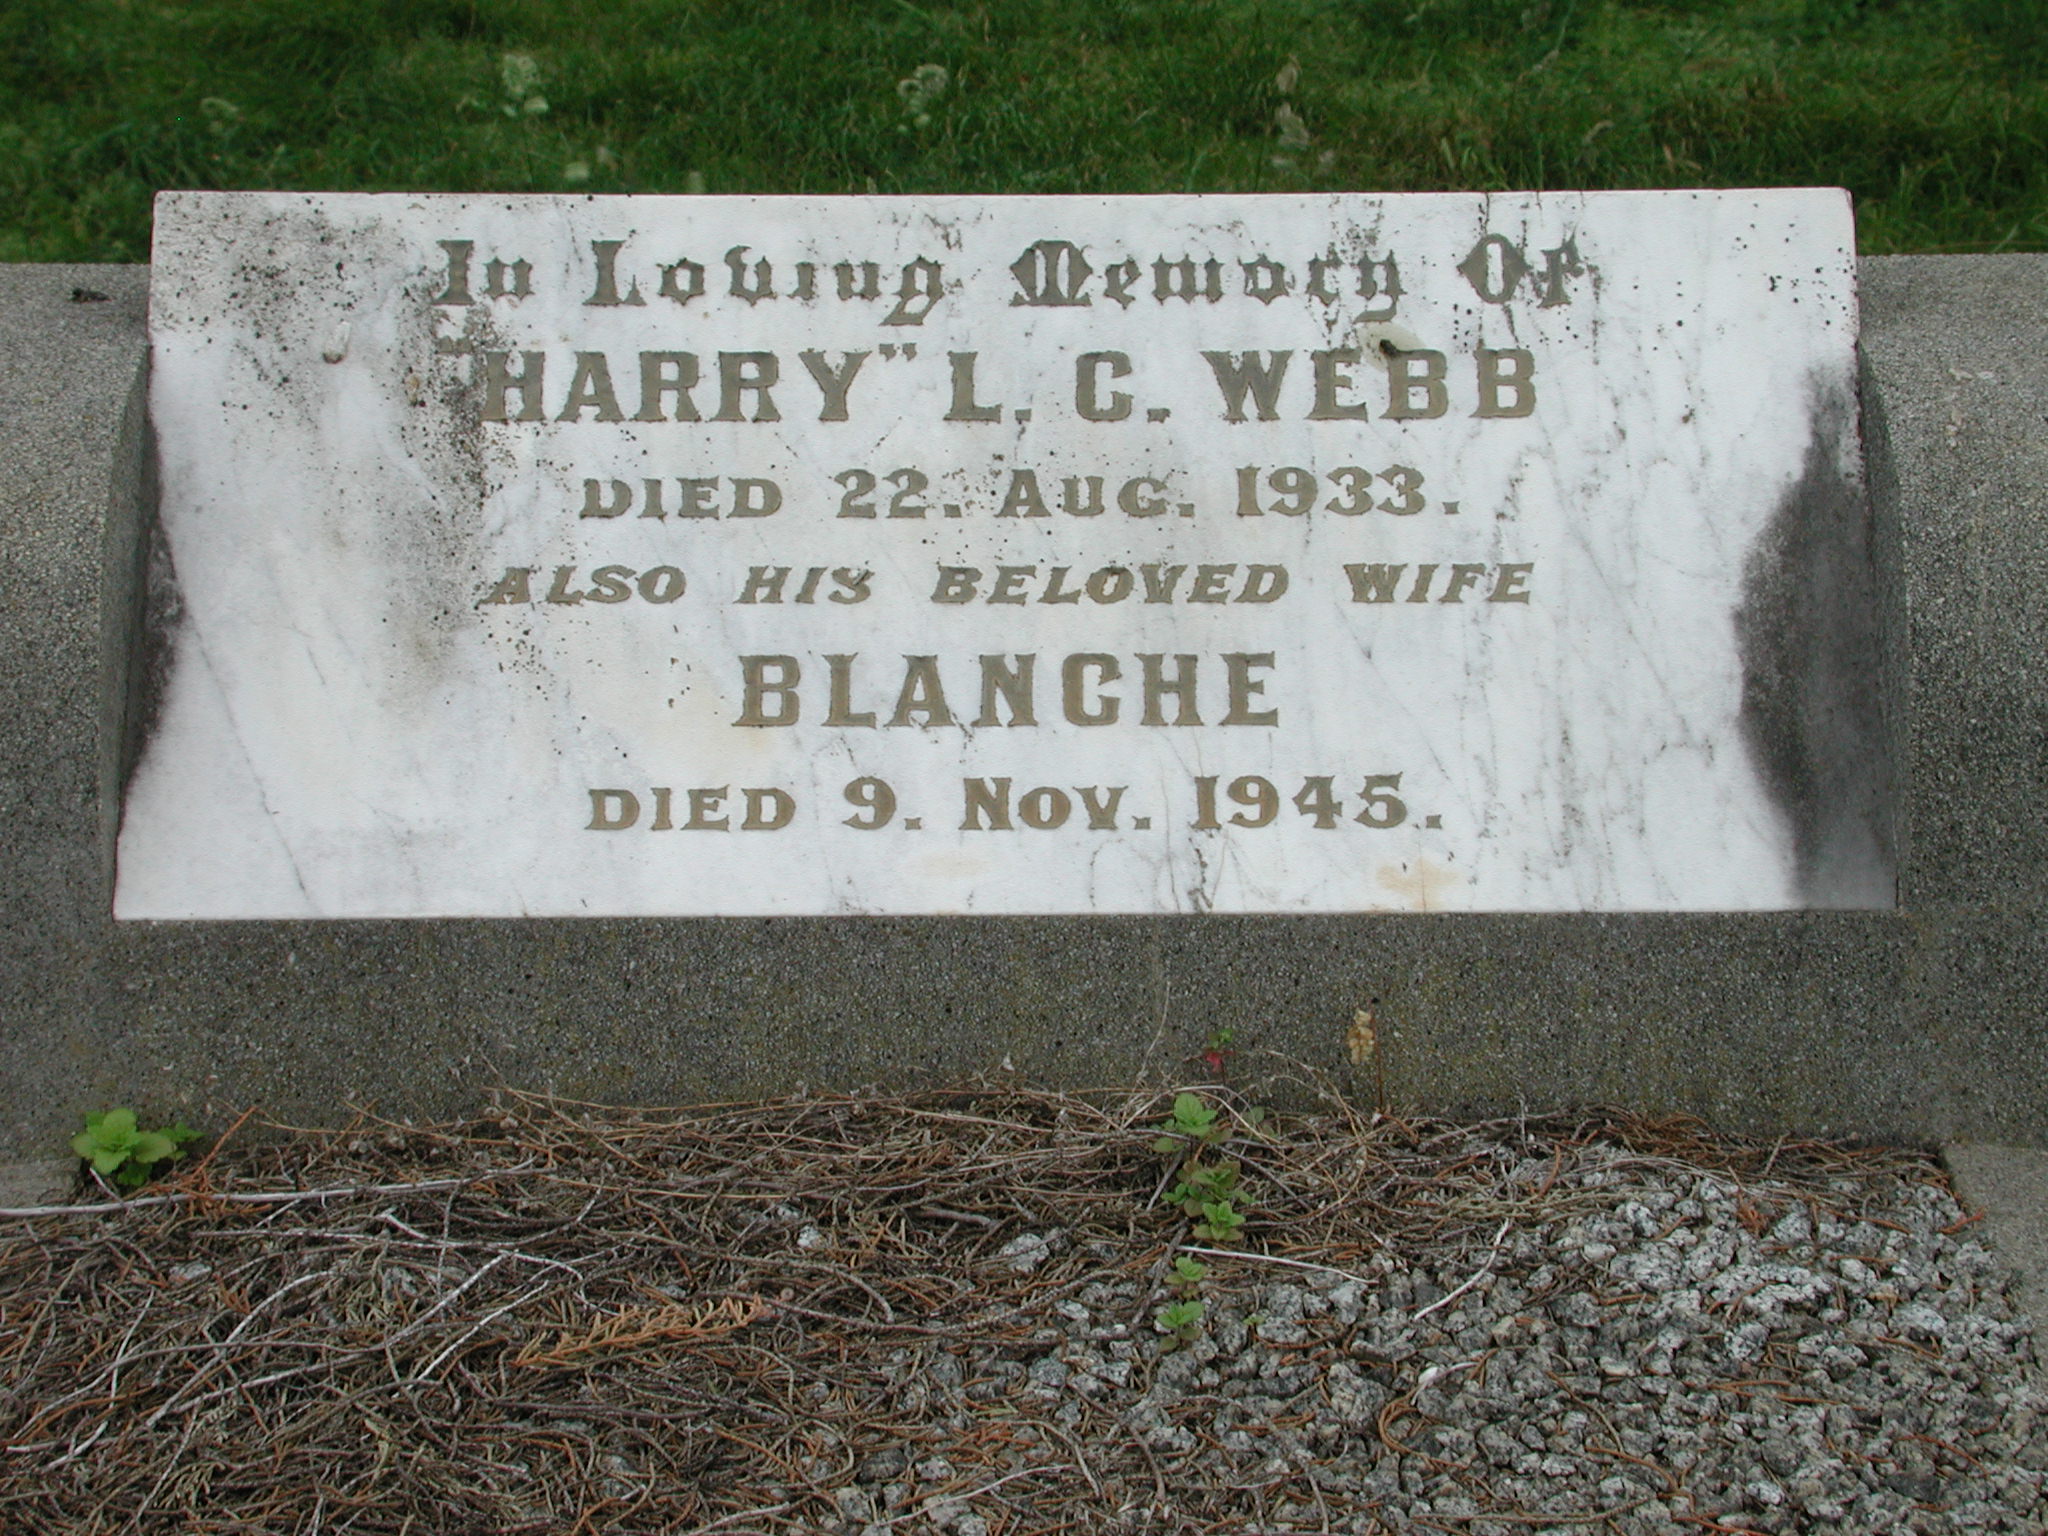 In Loving Memory Of
"HARRY" L. C. WEBB
DIED 22. AUG. 1933.
ALSO HIS BELOVED WIFE
BLANCHE
DIED 9. NOV. 1945.